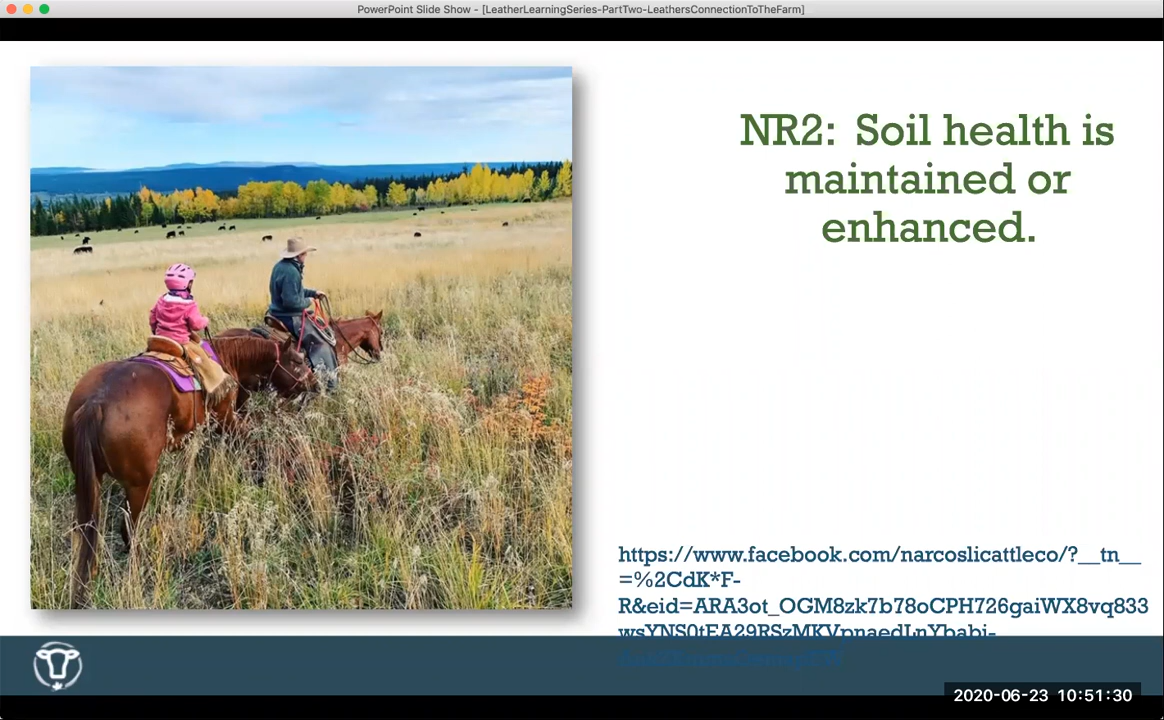 PowerPoint Slide Show - [LeatherLearningSeries-PartTwo-LeathersConnectionToTheFarm]
NR2: Soil health is
maintained or
enhanced.
https://www.facebook.com/narcoslicattleco/?__tn__
=%2CdK*F-
R&eid=ARA3ot_OGM8zk7b78oCPH726gaiWX8vq833
2020-06-23 10:51:30